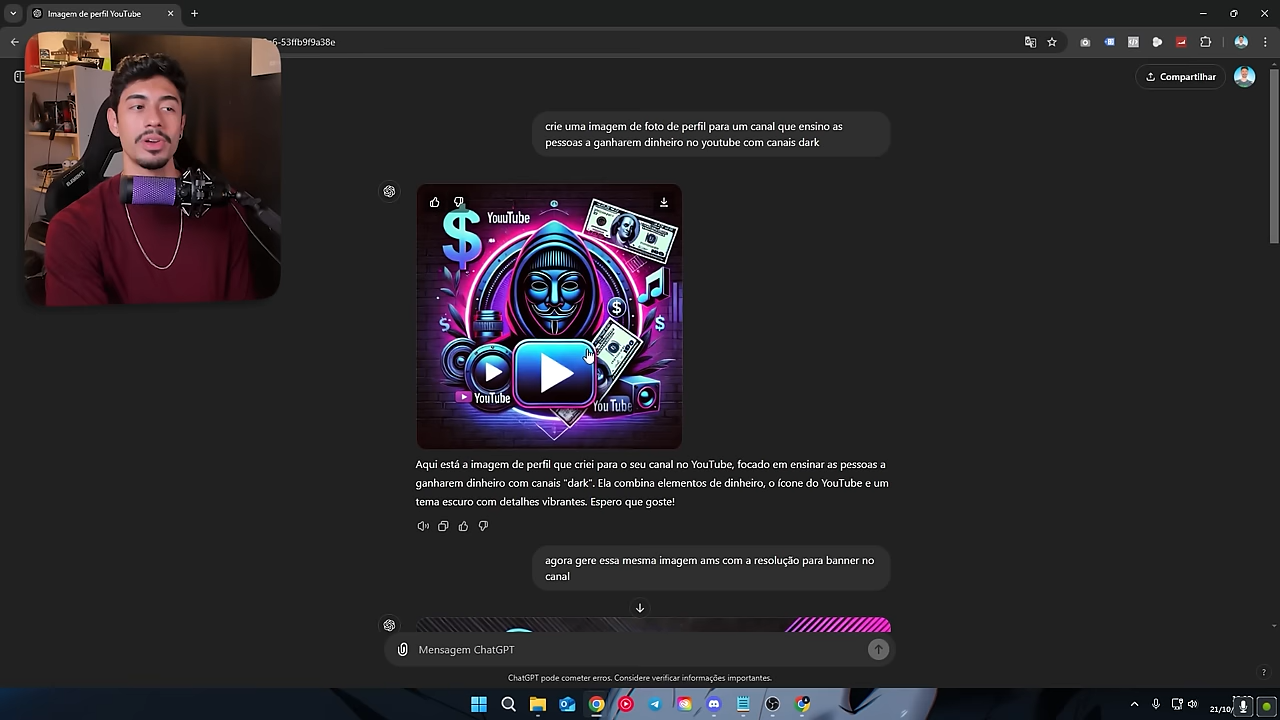 Imagem de perfil YouTube
6-53ffb9f9a38e
Compartilhar
crie uma imagem de foto de perfil para um canal que ensino as
pessoas a ganharem dinheiro no youtube com canais dark
$
YouuTube
$
$
$
YouTube
You Tube
Aqui está a imagem de perfil que criei para o seu canal no YouTube, focado em ensinar as pessoas a
ganharem dinheiro com canais "dark". Ela combina elementos de dinheiro, o ícone do YouTube e um
tema escuro com detalhes vibrantes. Espero que goste!
agora gere essa mesma imagem ams com a resolução para banner no
canal
Mensagem ChatGPT
ChatGPT pode cometer erros. Considere verificar informações importantes.
?
21/10